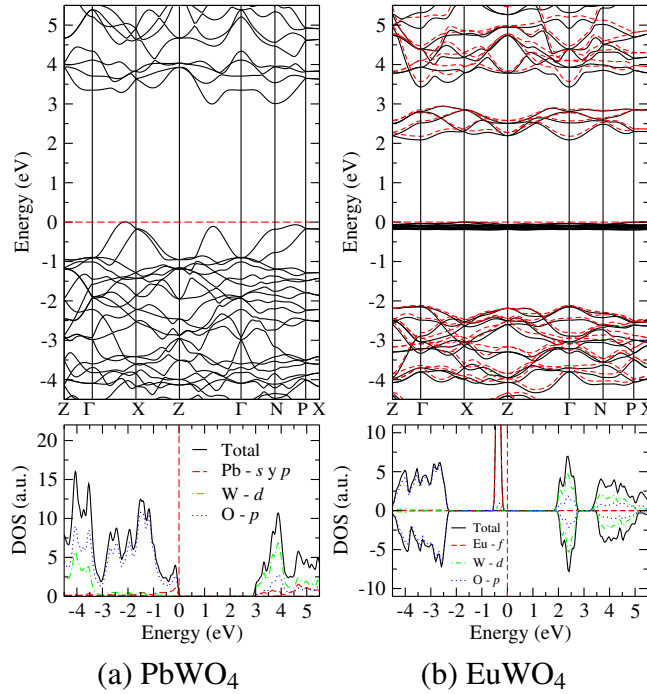 5
4
3
2
1
0
-1
-2
-3
-4
Energy (eV)
Z Γ X Z Γ N P X
5
4
3
2
1
0
-1
-2
-3
-4
Energy (eV)
Z Γ X Z Γ N P X
20
15
10
5
0
DOS (a.u.)
Total
Pb - s y p
W - d
O - p
-4 -3 -2 -1 0 1 2 3 4 5
Energy (eV)
10
5
0
-5
-10
DOS (a.u.)
Total
Eu - f
W - d
O - p
-4 -3 -2 -1 0 1 2 3 4 5
Energy (eV)
(a) PbWO₄
(b) EuWO₄